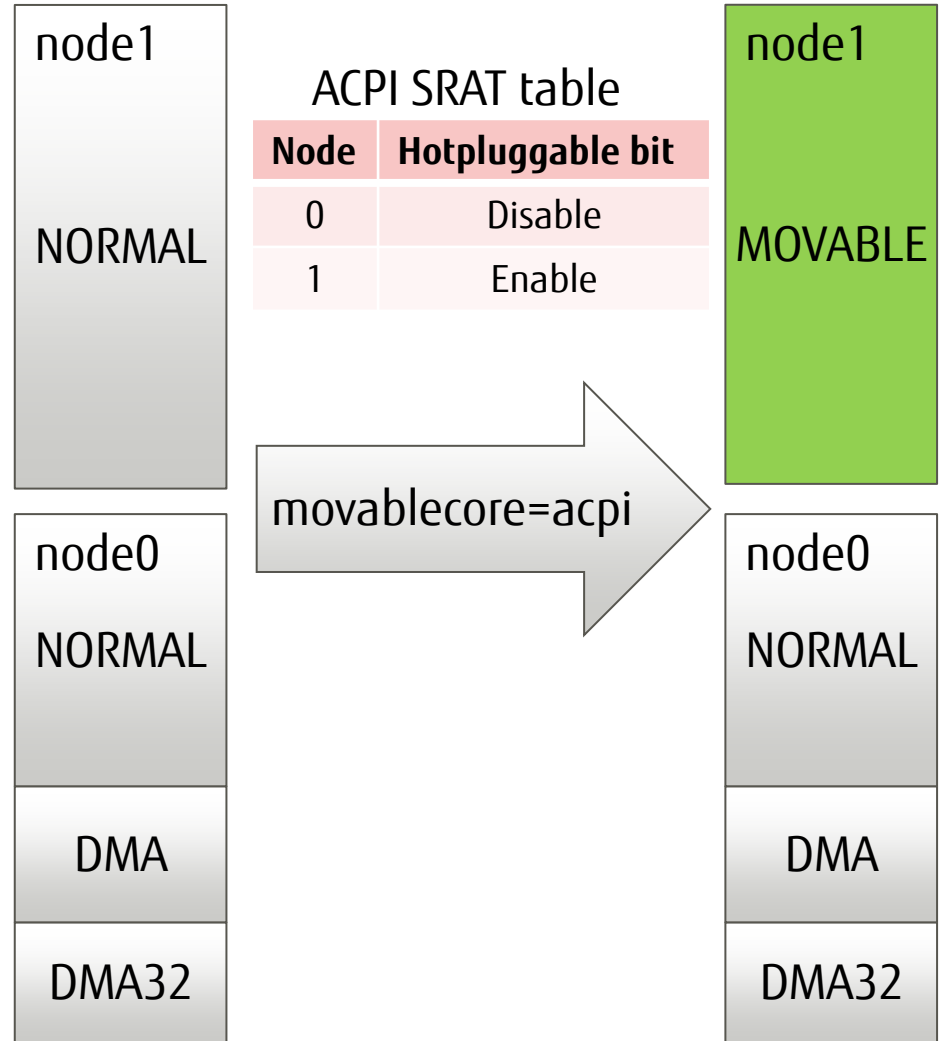 node1
NORMAL
node0
NORMAL
DMA
DMA32
ACPI SRAT table
Node Hotpluggable bit
0 Disable
1 Enable
movablecore=acpi
node1
MOVABLE
node0
NORMAL
DMA
DMA32